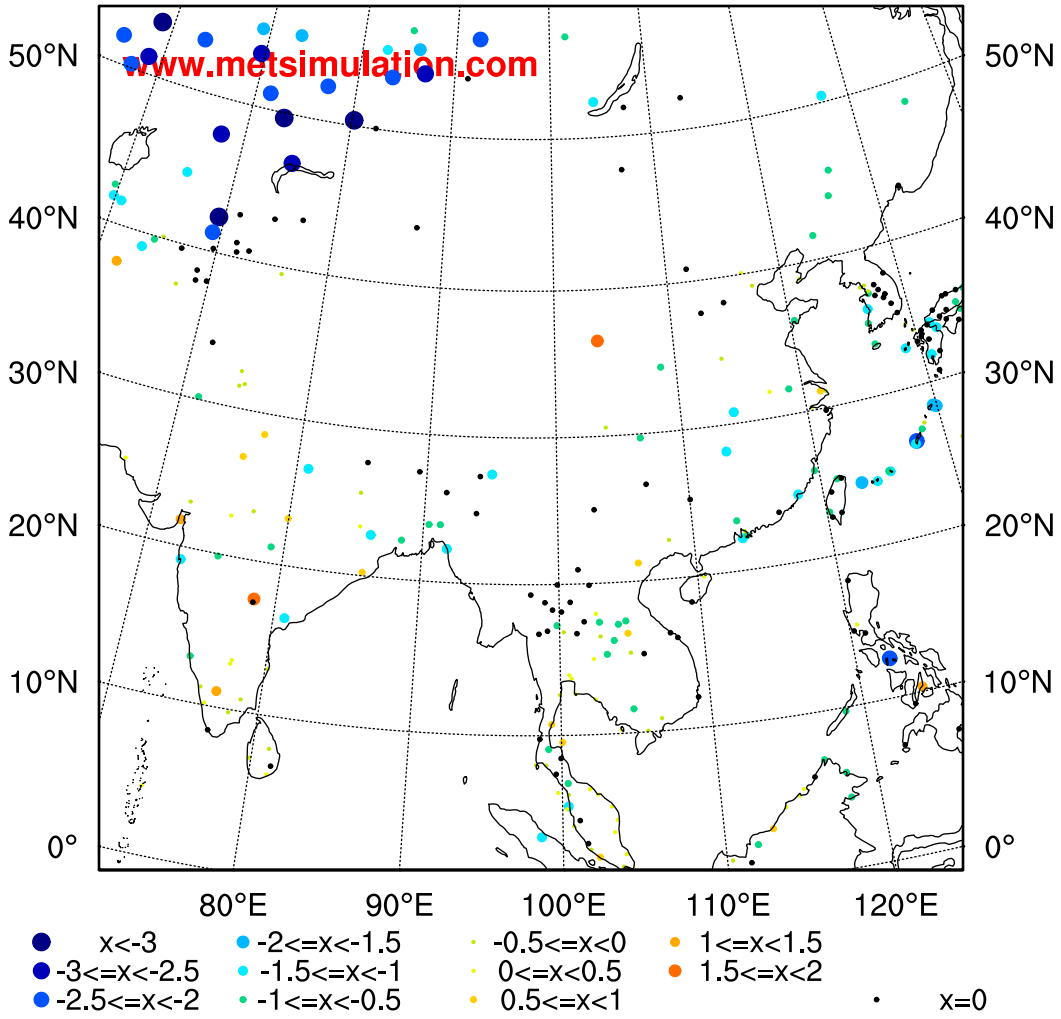 50°N 50°N
www.metsimulation.com
40°N 40°N
30°N 30°N
20°N 20°N
10°N 10°N
0° 0°
80°E 90°E 100°E 110°E 120°E
x<-3 -2<=x<-1.5 -0.5<=x<0 1<=x<1.5
-3<=x<-2.5 -1.5<=x<-1 0<=x<0.5 1.5<=x<2
-2.5<=x<-2 -1<=x<-0.5 0.5<=x<1 x=0